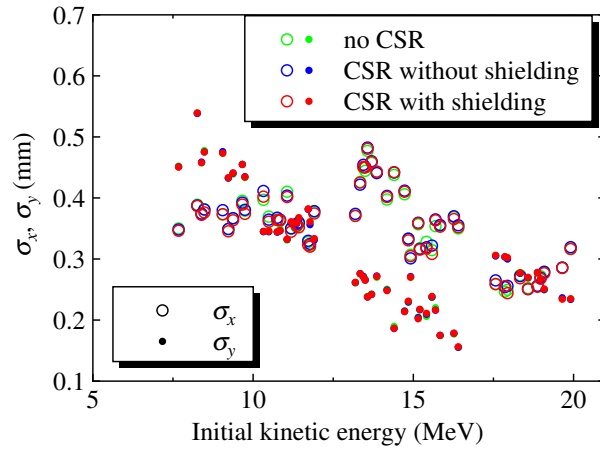 0.7
0.6
0.5
0.4
0.3
0.2
0.1
σx, σy (mm)
no CSR
CSR without shielding
CSR with shielding
σx
σy
5 10 15 20
Initial kinetic energy (MeV)